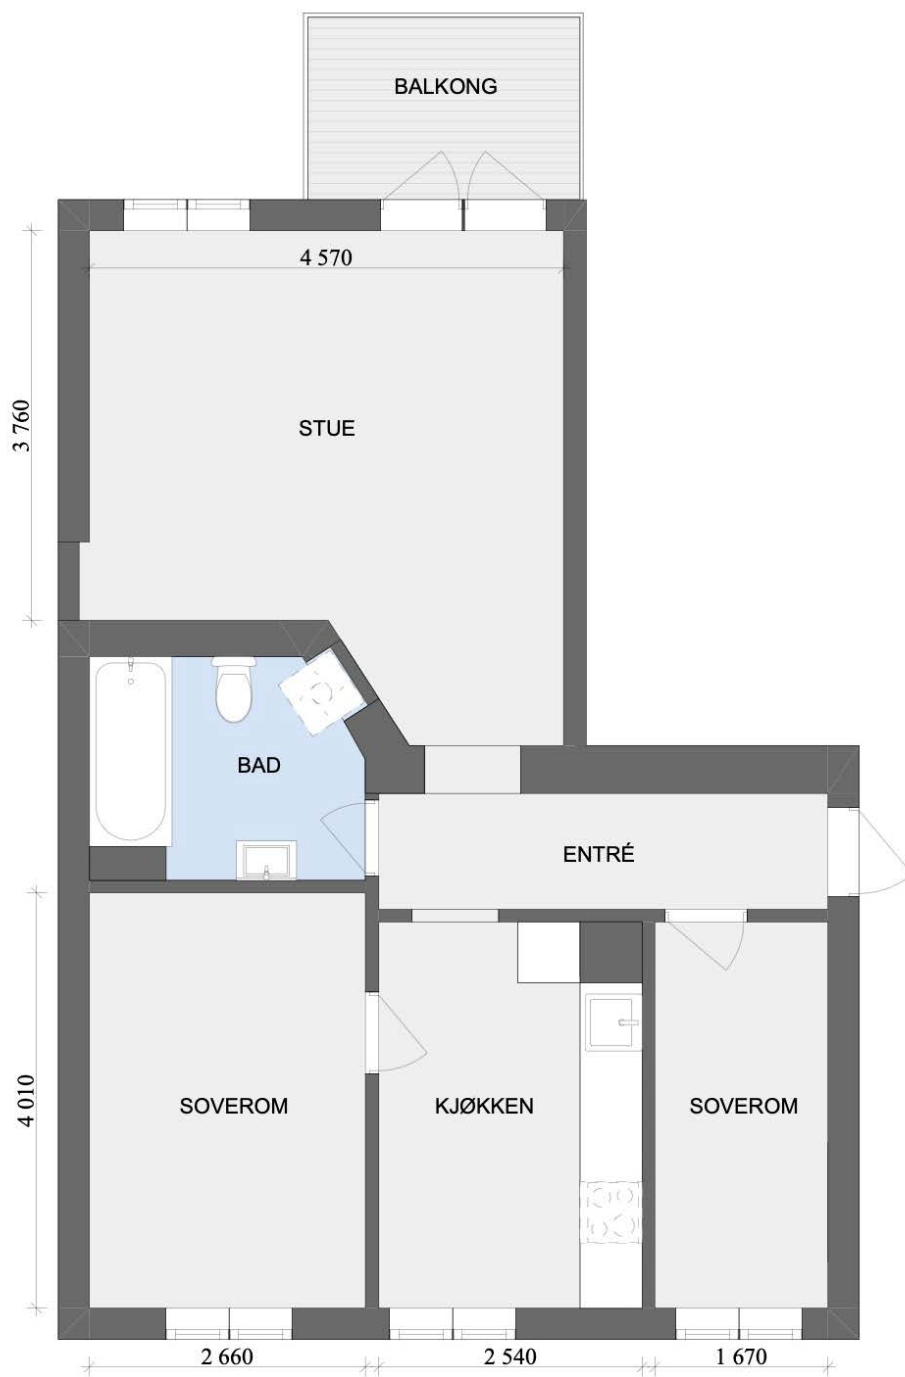 BALKONG
4 570
3 760
STUE
BAD
ENTRÉ
4 010
SOVEROM
KJØKKEN
SOVEROM
2 660
2 540
1 670